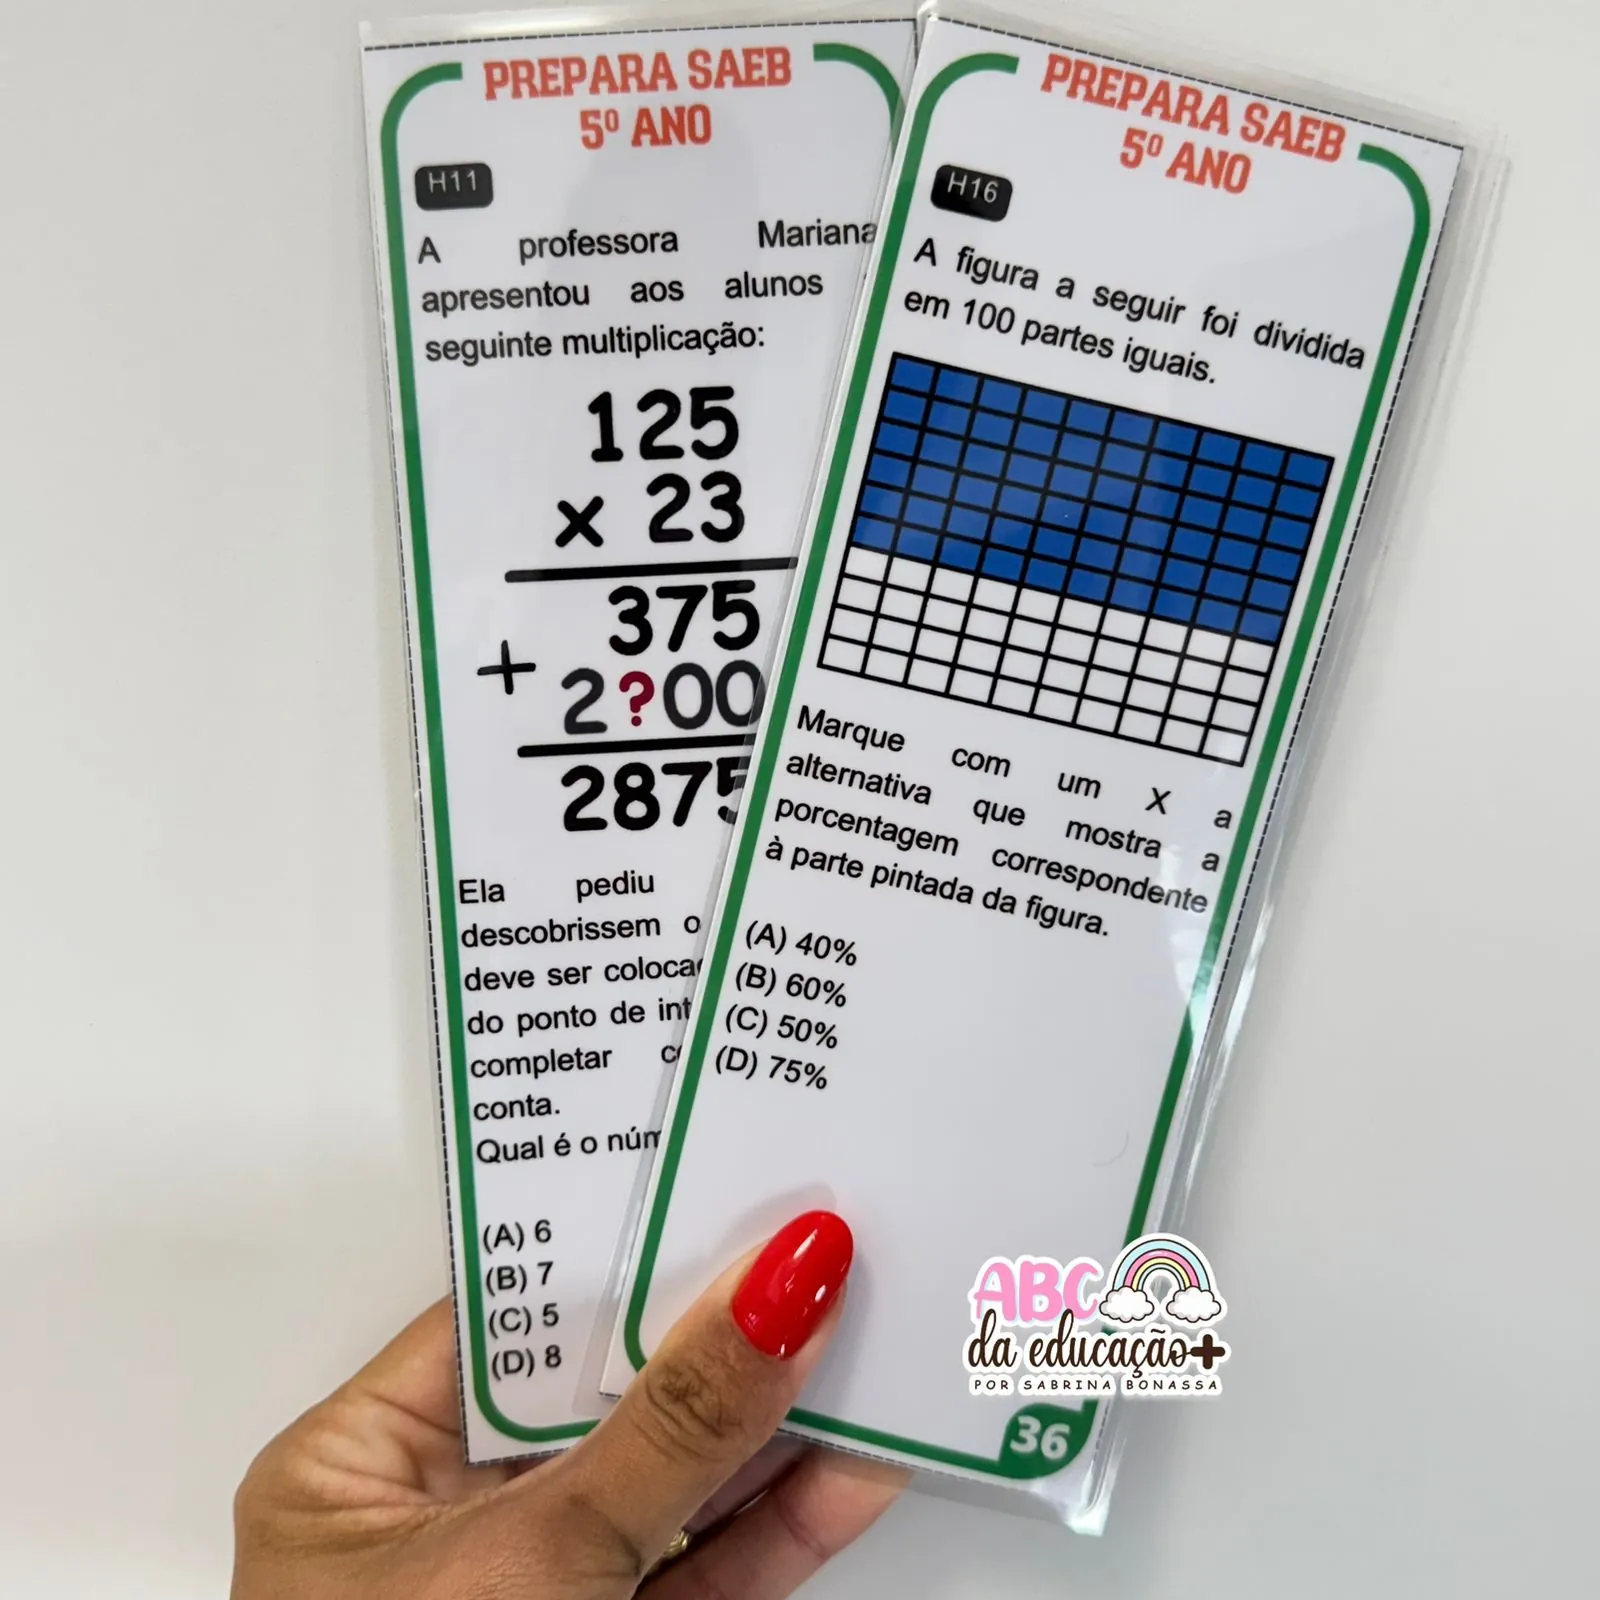 PREPARA SAEB
5º ANO
H11
A professora Mariana
apresentou aos alunos
seguinte multiplicação:
125
x 23
375
+ 2?00
2875
Ela pediu
descobrissem o
deve ser
do ponto de
completar
conta.
Qual é o
(A) 6
(B) 7
(C) 5
(D) 8
PREPARA SAEB
5º ANO
H16
A figura a seguir foi dividida
em 100 partes iguais.
Marque com um X a
alternativa que mostra a
porcentagem correspondente
à parte pintada da figura.
(A) 40%
(B) 60%
(C) 50%
(D) 75%
ABC
da educação+
POR SABRINA BONASSA
36